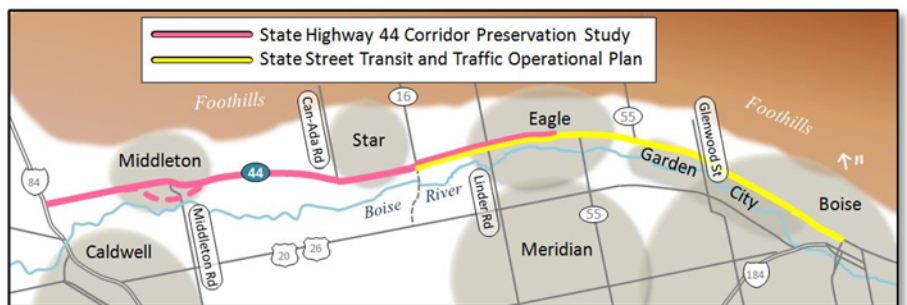 State Highway 44 Corridor Preservation Study
State Street Transit and Traffic Operational Plan
Foothills
Can-Ada Rd
16
Star
Eagle
55
Glenwood St
Foothills
Middleton
84
44
Garden
City
n
Boise
Boise
River
Linder Rd
Middleton Rd
55
Caldwell
20
26
Meridian
184